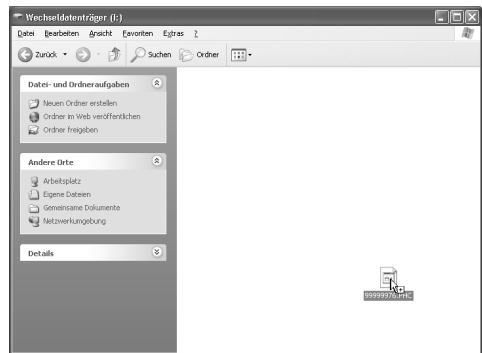 Wechseldatenträger (I:)
Datei Bearbeiten Ansicht Favoriten Extras ?
Zurück Suchen Ordner
Datei- und Ordneraufgaben
Neuen Ordner erstellen
Ordner im Web veröffentlichen
Ordner freigeben
Andere Orte
Arbeitsplatz
Eigene Dateien
Gemeinsame Dokumente
Netzwerkumgebung
Details